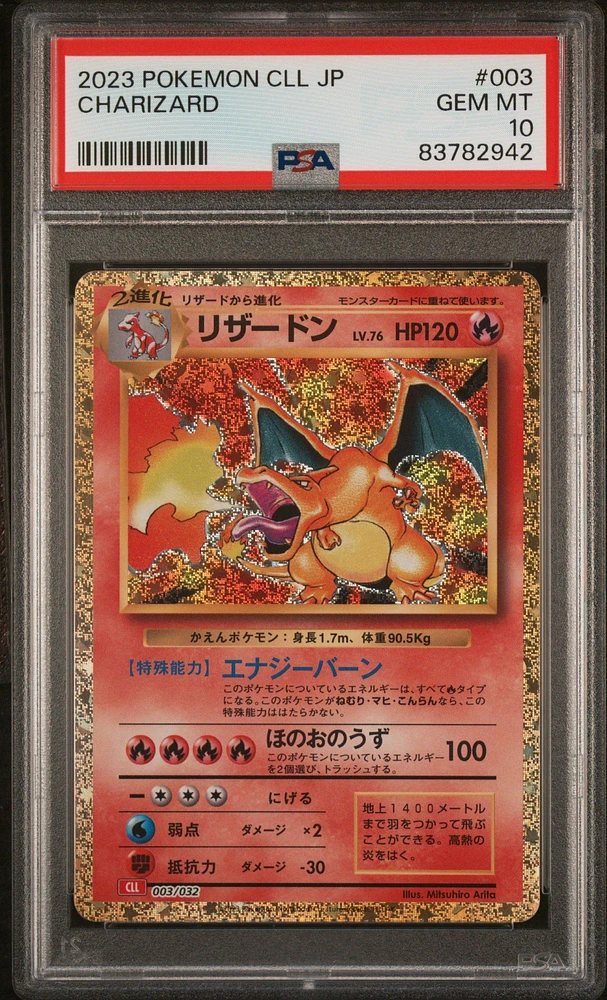 2023 POKEMON CLL JP #003
CHARIZARD GEM MT
10
PSA 83782942
2進化 リザードから進化 モンスターカードに重ねて使います。
リザードン LV.76 HP120
かえんポケモン:身長1.7m、体重90.5Kg
【特殊能力】エナジーバーン
このポケモンについているエネルギーは、すべて🔥タイプ
になる。このポケモンがねむり・マヒ・こんらんなら、この
特殊能力ははたらかない。
ほのおのうず 100
このポケモンについているエネルギー
を2個選び、トラッシュする。
にげる
弱点 ダメージ ×2
抵抗力 ダメージ -30
地上1400メートル
まで羽をつかって飛ぶ
ことができる。高熱の
炎をはく。
CLL 003/032
Illus. Mitsuhiro Arita
PSA